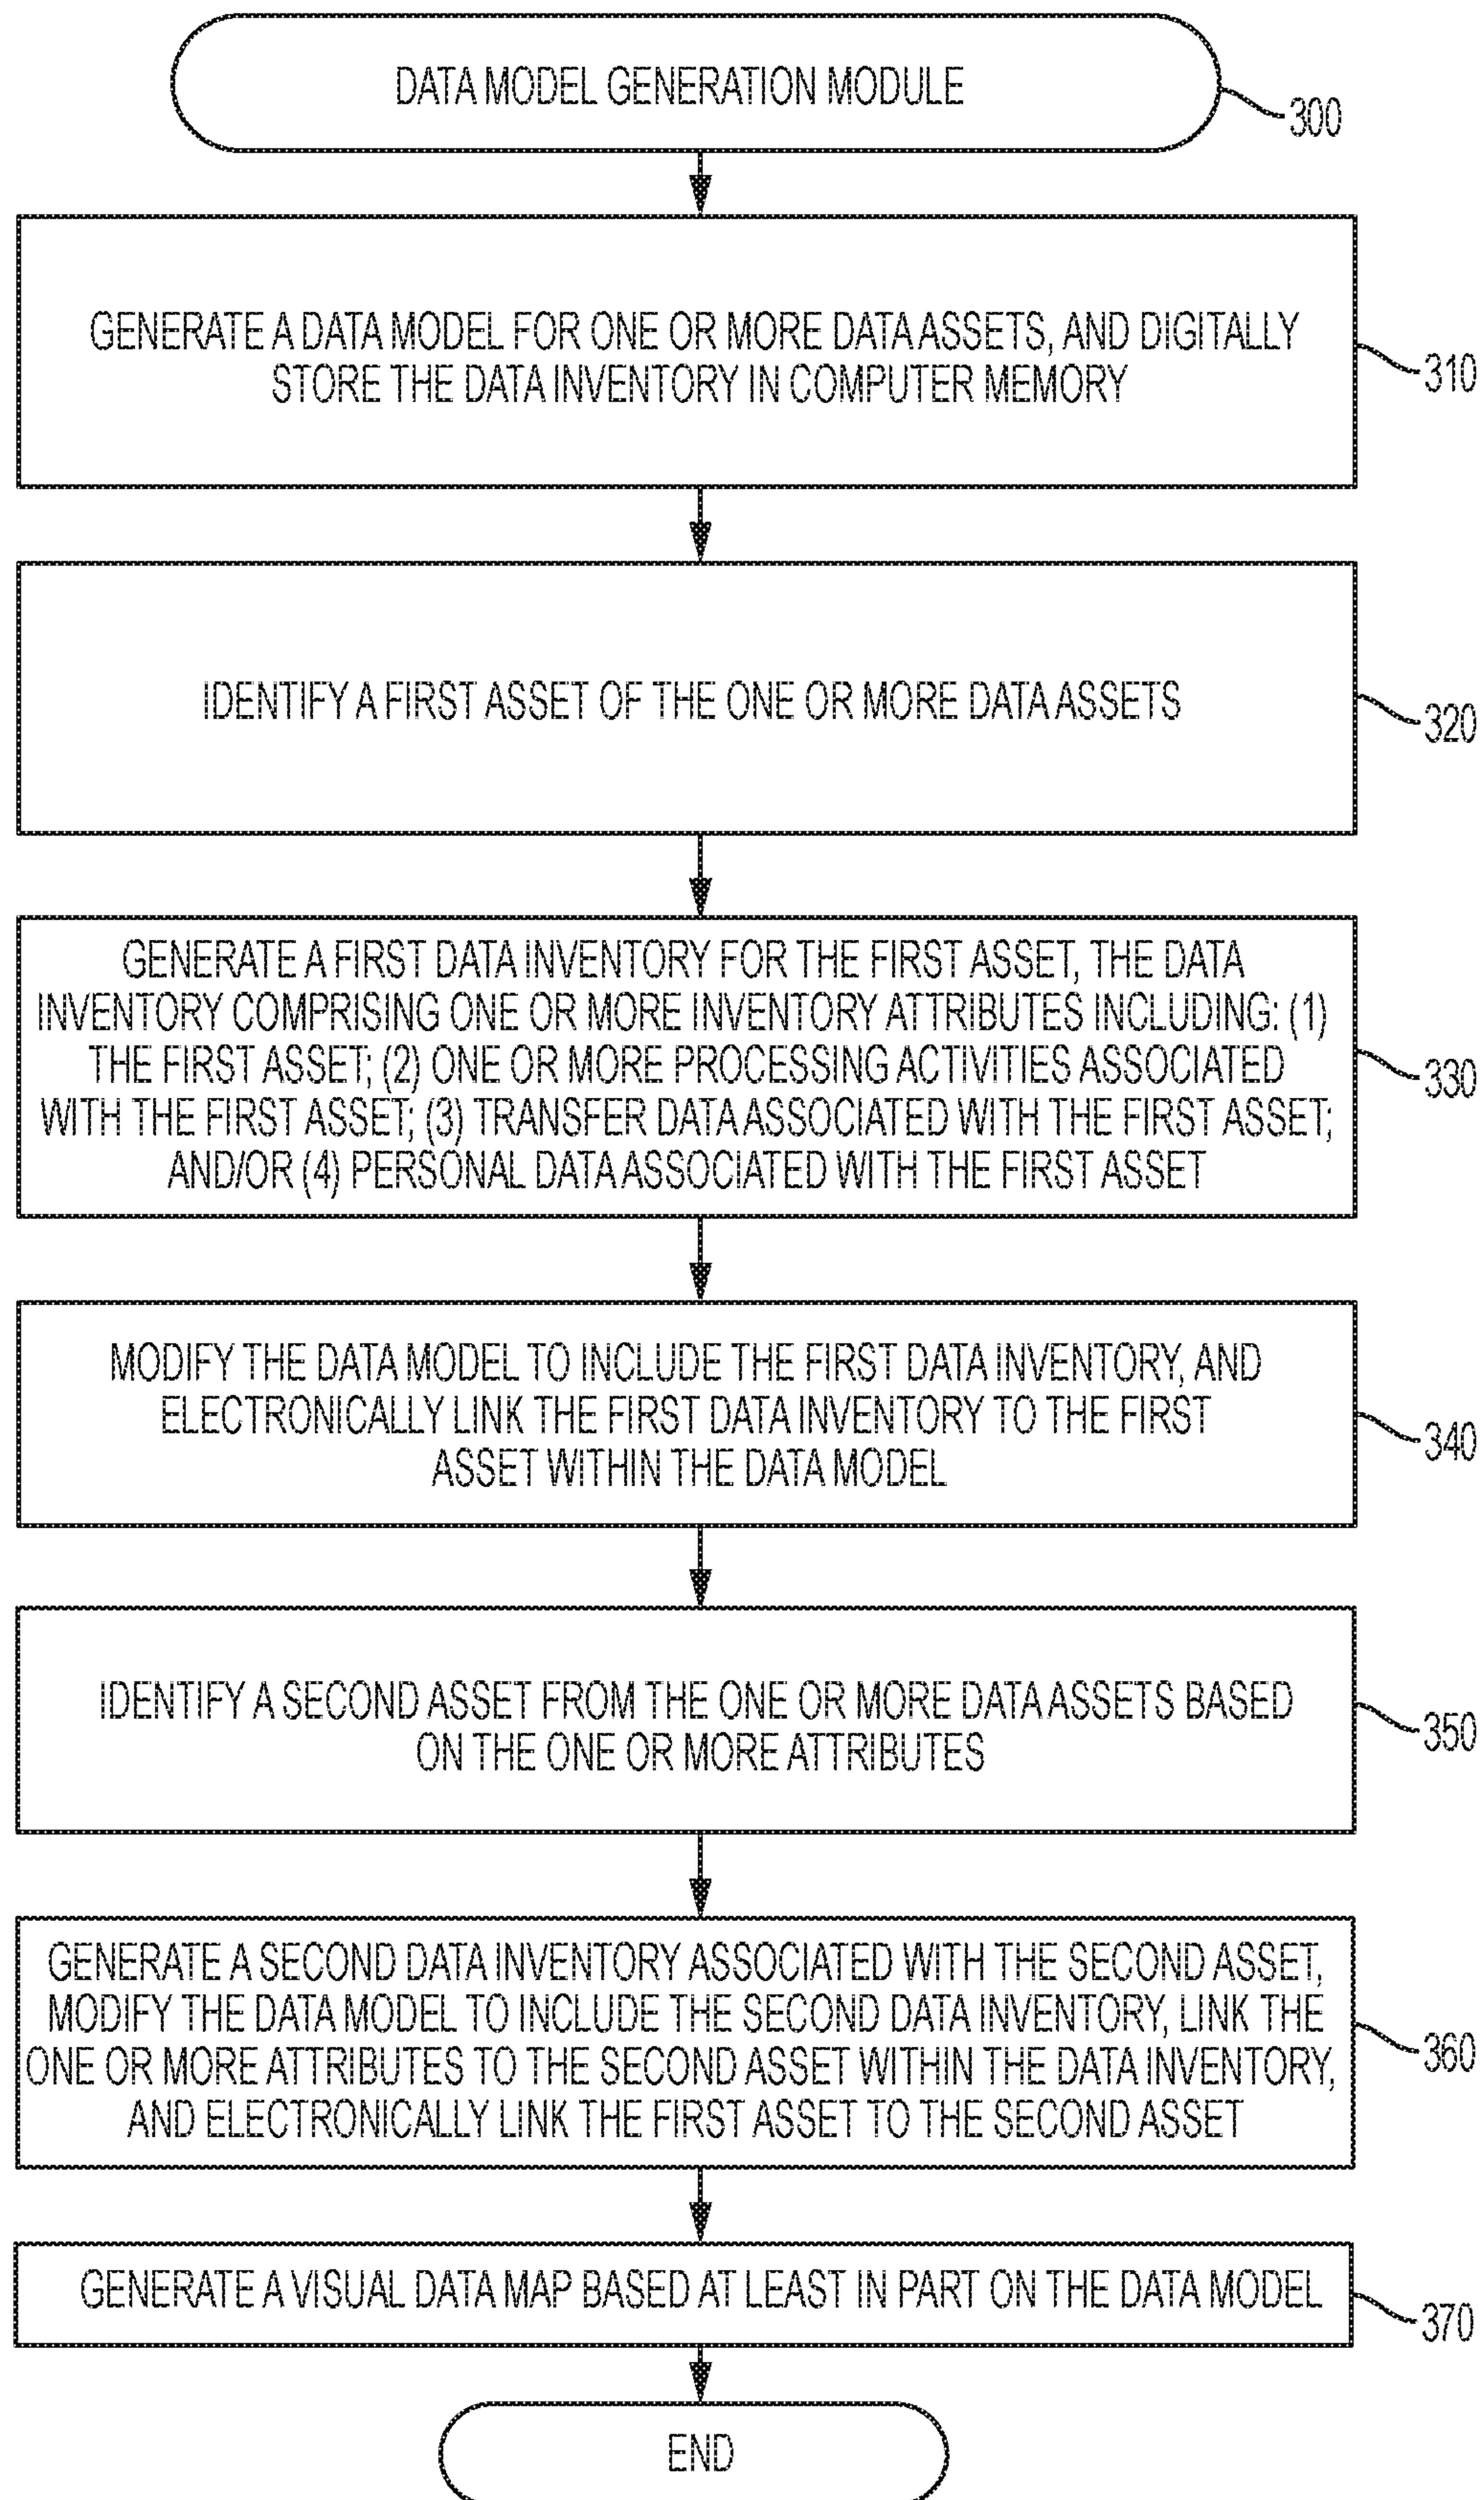 DATA MODEL GENERATION MODULE
300
GENERATE A DATA MODEL FOR ONE OR MORE DATA ASSETS, AND DIGITALLY
STORE THE DATA INVENTORY IN COMPUTER MEMORY
310
IDENTIFY A FIRST ASSET OF THE ONE OR MORE DATA ASSETS
320
GENERATE A FIRST DATA INVENTORY FOR THE FIRST ASSET, THE DATA
INVENTORY COMPRISING ONE OR MORE INVENTORY ATTRIBUTES INCLUDING: (1)
THE FIRST ASSET; (2) ONE OR MORE PROCESSING ACTIVITIES ASSOCIATED
WITH THE FIRST ASSET; (3) TRANSFER DATA ASSOCIATED WITH THE FIRST ASSET;
AND/OR (4) PERSONAL DATA ASSOCIATED WITH THE FIRST ASSET
330
MODIFY THE DATA MODEL TO INCLUDE THE FIRST DATA INVENTORY, AND
ELECTRONICALLY LINK THE FIRST DATA INVENTORY TO THE FIRST
ASSET WITHIN THE DATA MODEL
340
IDENTIFY A SECOND ASSET FROM THE ONE OR MORE DATA ASSETS BASED
ON THE ONE OR MORE ATTRIBUTES
350
GENERATE A SECOND DATA INVENTORY ASSOCIATED WITH THE SECOND ASSET,
MODIFY THE DATA MODEL TO INCLUDE THE SECOND DATA INVENTORY, LINK THE
ONE OR MORE ATTRIBUTES TO THE SECOND ASSET WITHIN THE DATA INVENTORY,
AND ELECTRONICALLY LINK THE FIRST ASSET TO THE SECOND ASSET
360
GENERATE A VISUAL DATA MAP BASED AT LEAST IN PART ON THE DATA MODEL
370
END